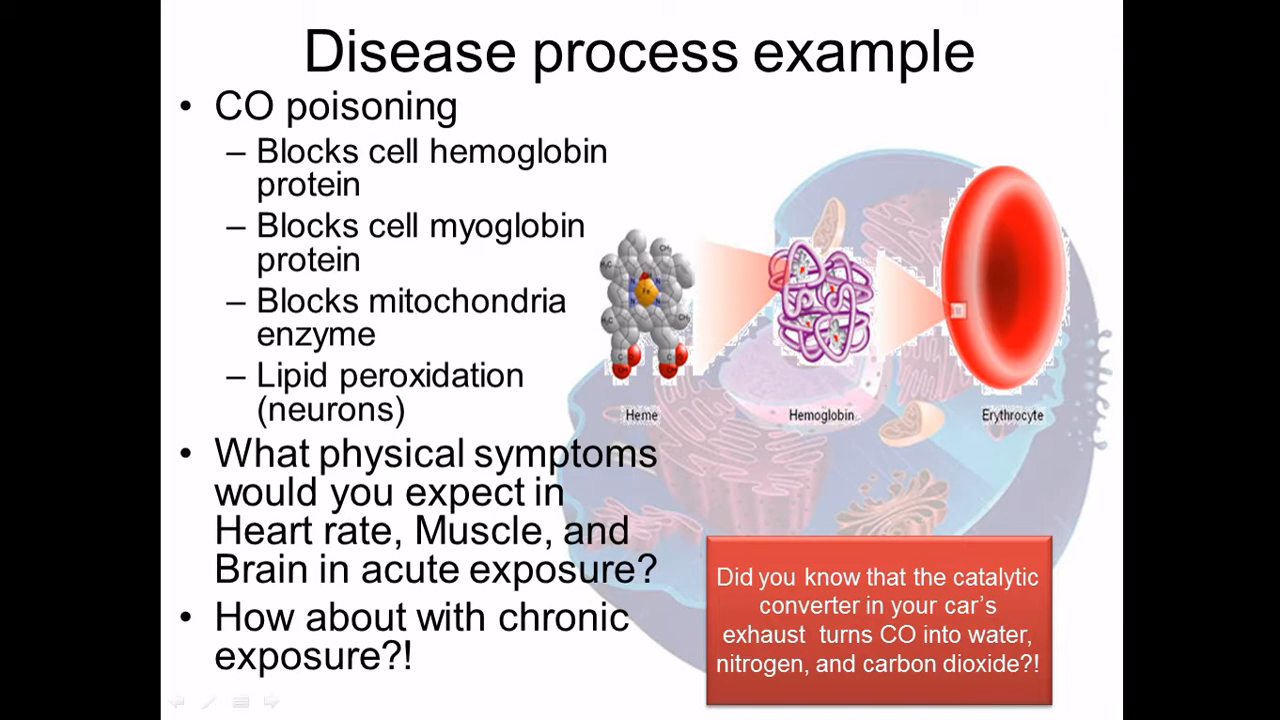 Disease process example
• CO poisoning
– Blocks cell hemoglobin
protein
– Blocks cell myoglobin
protein
– Blocks mitochondria
enzyme
– Lipid peroxidation
(neurons)
• What physical symptoms
would you expect in
Heart rate, Muscle, and
Brain in acute exposure?
• How about with chronic
exposure?!
Heme
Hemoglobin
Erythrocyte
Did you know that the catalytic
converter in your car’s
exhaust turns CO into water,
nitrogen, and carbon dioxide?!